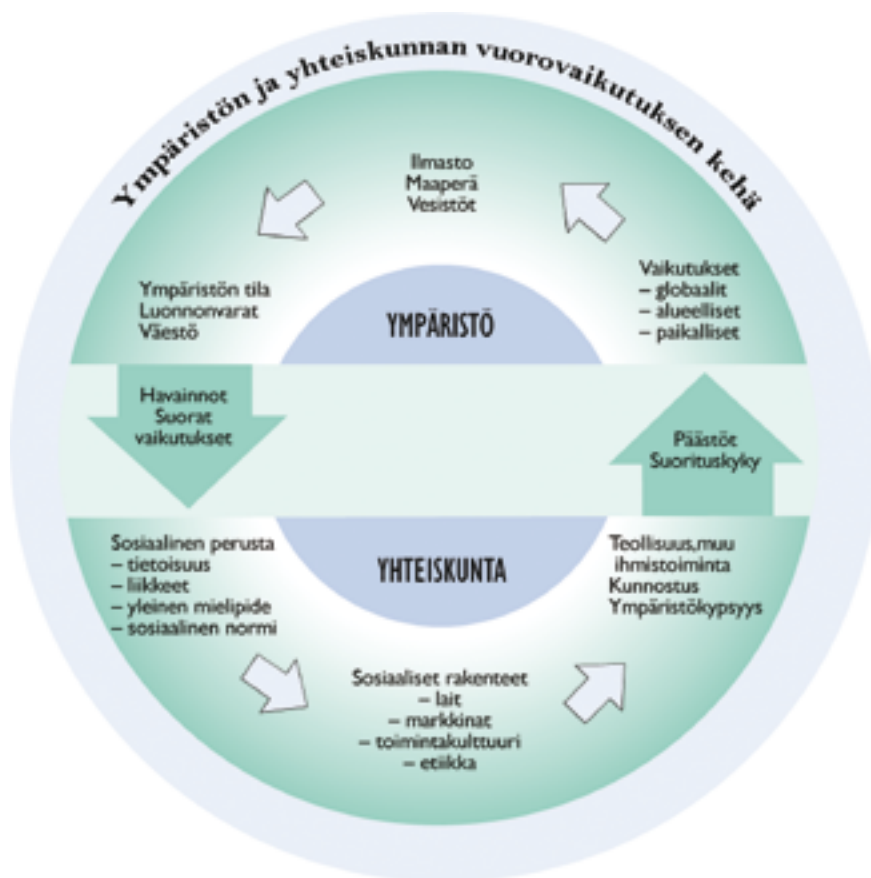 Ympäristön ja yhteiskunnan vuorovaikutuksen kehä
Ilmasto
Maaperä
Vesistöt
Ympäristön tila
Luonnonvarat
Väestö
YMPÄRISTÖ
Vaikutukset
– globaalit
– alueelliset
– paikalliset
Havainnot
Suorat
vaikutukset
Päästöt
Suorituskyky
Sosiaalinen perusta
– tietoisuus
– liikkeet
– yleinen mielipide
– sosiaalinen normi
YHTEISKUNTA
Teollisuus,muu
ihmistoiminta
Kunnostus
Ympäristökypsyys
Sosiaaliset rakenteet
– lait
– markkinat
– toimintakulttuuri
– etiikka